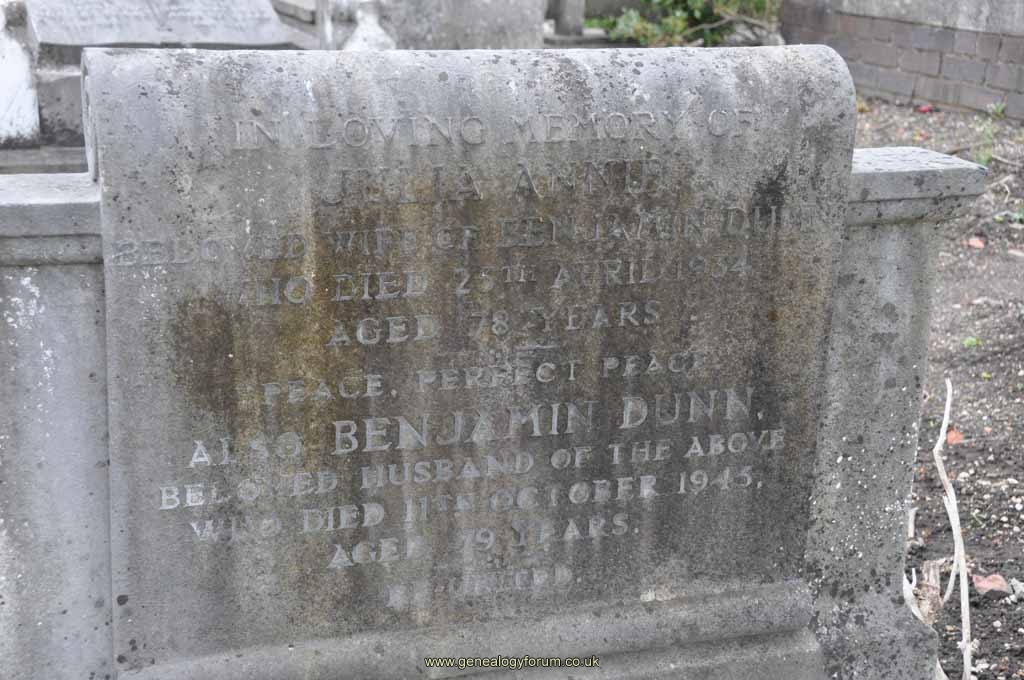 IN LOVING MEMORY OF
JULIA ANNIE
BELOVED WIFE OF BENJAMIN DUNN
WHO DIED 25TH APRIL 1934
AGED 78 YEARS
PEACE, PERFECT PEACE
ALSO BENJAMIN DUNN,
BELOVED HUSBAND OF THE ABOVE
WHO DIED 11TH OCTOBER 1945,
AGED 79 YEARS.
RE-UNITED.
www.genealogyforum.co.uk